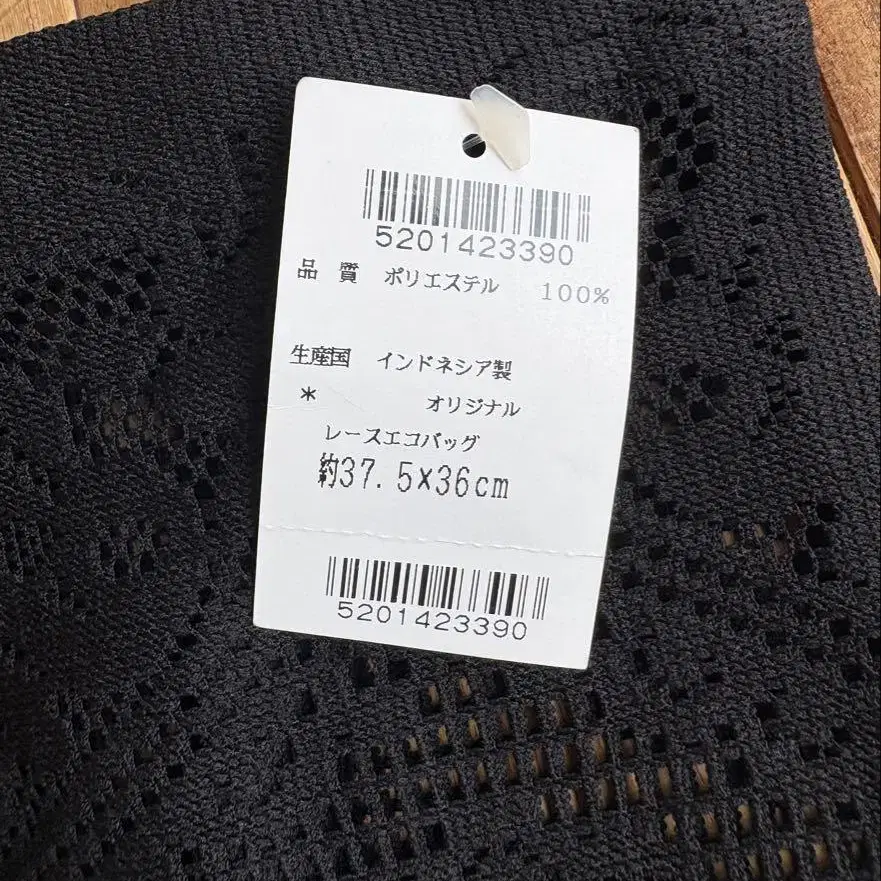 5201423390
品 質 ポリエステル 100%
生産国 インドネシア製
* オリジナル
レースエコバッグ
約37.5×36cm
5201423390